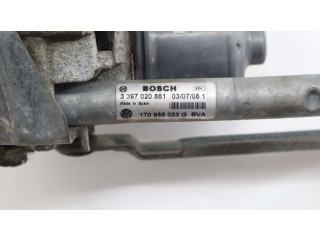 BOSCH
3 397 020 861 03/07/06 1
Made in Spain
1T0 955 023 G BVA